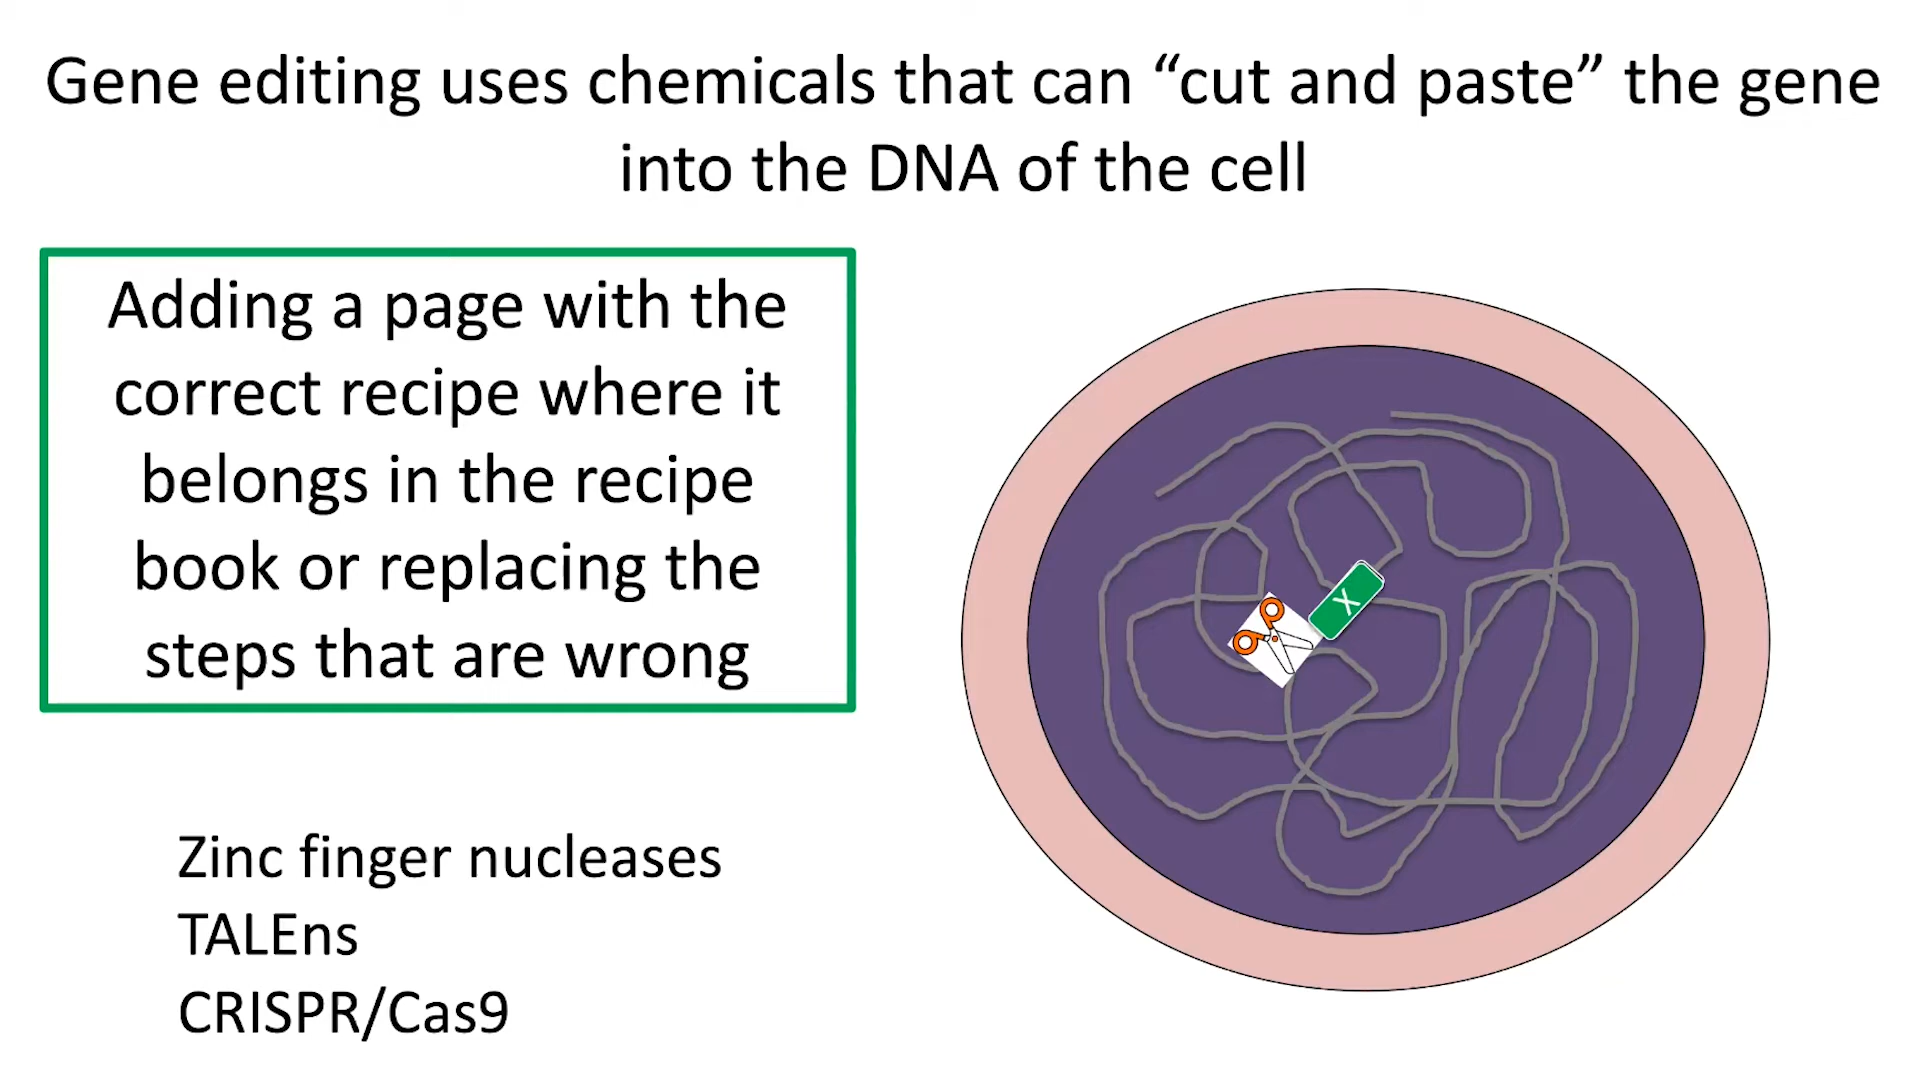 Gene editing uses chemicals that can “cut and paste” the gene
into the DNA of the cell
Adding a page with the
correct recipe where it
belongs in the recipe
book or replacing the
steps that are wrong
X
Zinc finger nucleases
TALEns
CRISPR/Cas9